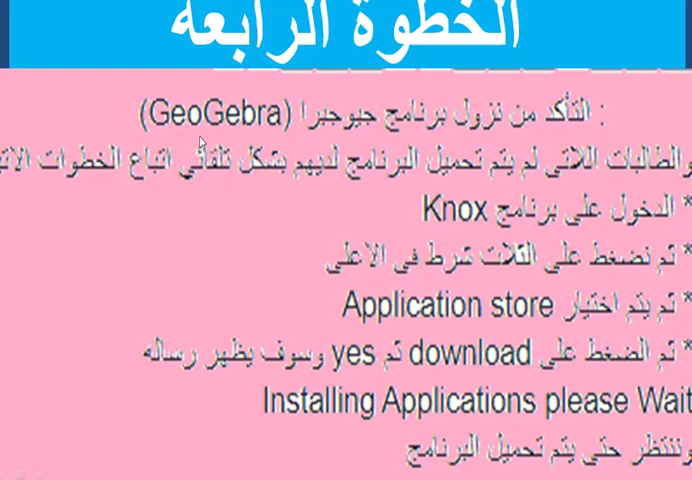 الخطوة الرابعة
: التأكد من نزول برنامج جيوجبرا (GeoGebra)
والطالبات اللاتى لم يتم تحميل البرنامج لديهم بشكل تلقائي اتباع الخطوات
* الدخول على برنامج Knox
* ثم نضغط على الثلاث شرط فى الاعلى
* ثم يتم اختيار Application store
* ثم الضغط على download ثم yes وسوف يظهر رساله
Installing Applications please Wait
وننتظر حتى يتم تحميل البرنامج